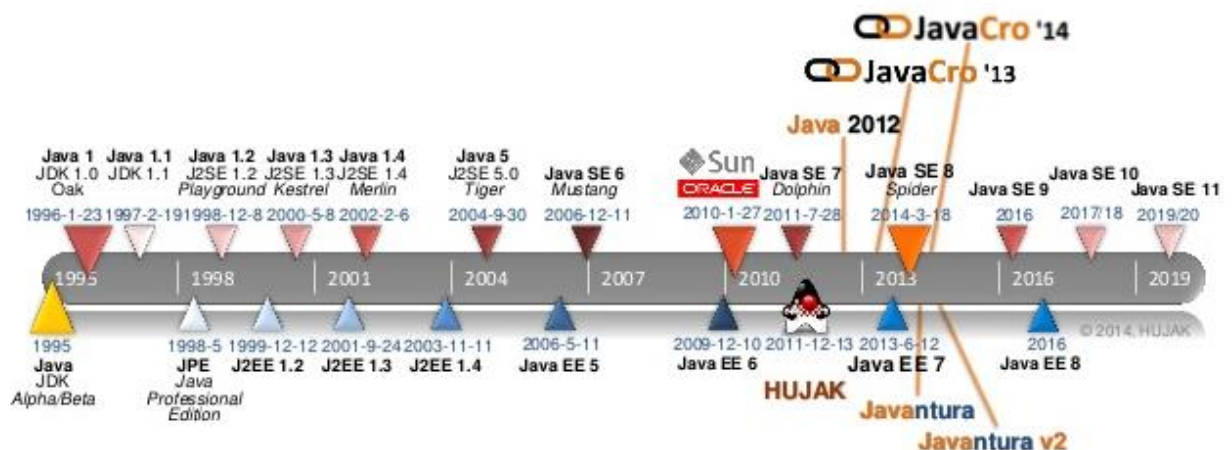 JavaCro '14
JavaCro '13
Java 2012
Java 1
JDK 1.0
Oak
1996-1-23
Java 1.1
JDK 1.1
1997-2-19
Java 1.2
J2SE 1.2
Playground
1998-12-8
Java 1.3
J2SE 1.3
Kestrel
2000-5-8
Java 1.4
J2SE 1.4
Merlin
2002-2-6
Java 5
J2SE 5.0
Tiger
2004-9-30
Java SE 6
Mustang
2006-12-11
Sun
ORACLE
2010-1-27
Java SE 7
Dolphin
2011-7-28
Java SE 8
Spider
2014-3-18
Java SE 9
2016
Java SE 10
2017/18
Java SE 11
2019/20
1995
1998
2001
2004
2007
2010
2013
2016
2019
© 2014, HUJAK
1995
Java
JDK
Alpha/Beta
1998-5
JPE
Java
Professional
Edition
1999-12-12
J2EE 1.2
2001-9-24
J2EE 1.3
2003-11-11
J2EE 1.4
2006-5-11
Java EE 5
2009-12-10
Java EE 6
2011-12-13
HUJAK
2013-6-12
Java EE 7
2016
Java EE 8
Javantura
Javantura v2